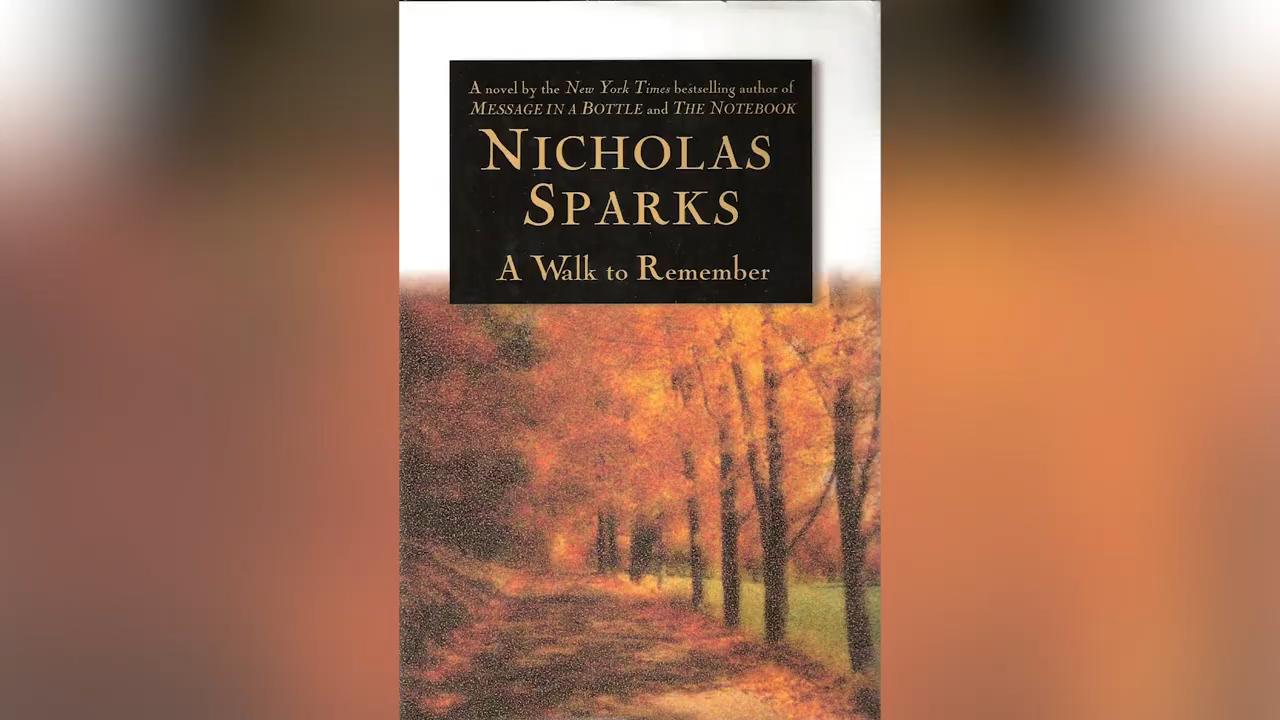 A novel by the New York Times bestselling author of
MESSAGE IN A BOTTLE and THE NOTEBOOK
NICHOLAS
SPARKS
A Walk to Remember